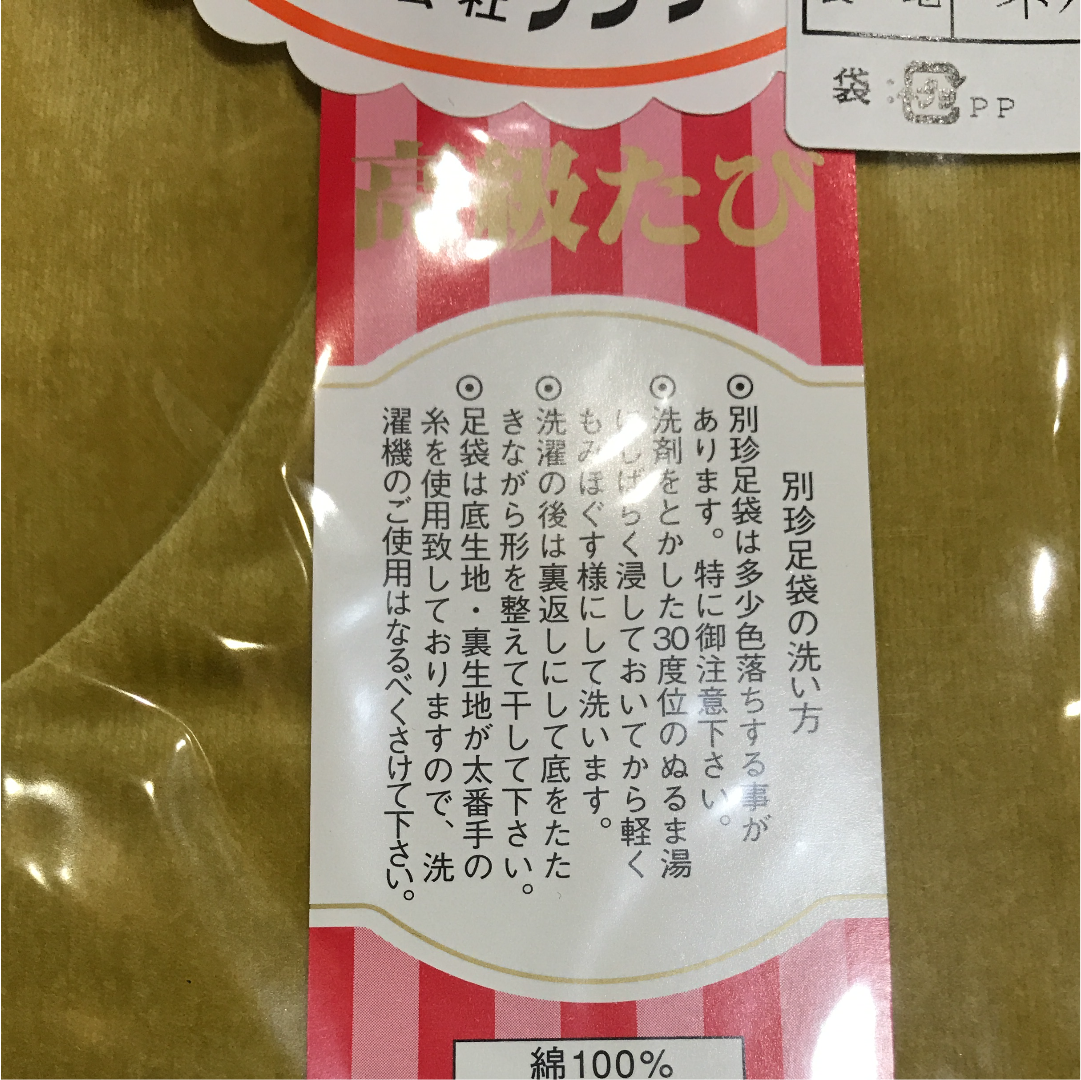 会社
袋:
PP
高級たび
別珍足袋の洗い方
◉別珍足袋は多少色落ちする事が
あります。特に御注意下さい。
◉洗剤をとかした30度位のぬるま湯
にしばらく浸しておいてから軽く
もみほぐす様にして洗います。
◉洗濯の後は裏返しにして底をたた
きながら形を整えて干して下さい。
◉足袋は底生地・裏生地が太番手の
糸を使用致しておりますので、洗
濯機のご使用はなるべくさけて下さい。
綿100%